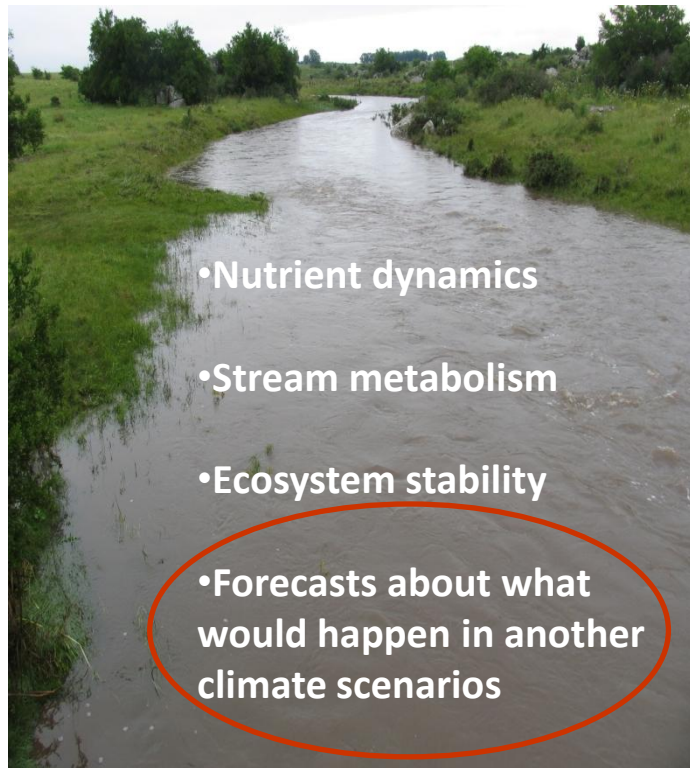 •Nutrient dynamics
•Stream metabolism
•Ecosystem stability
•Forecasts about what
would happen in another
climate scenarios